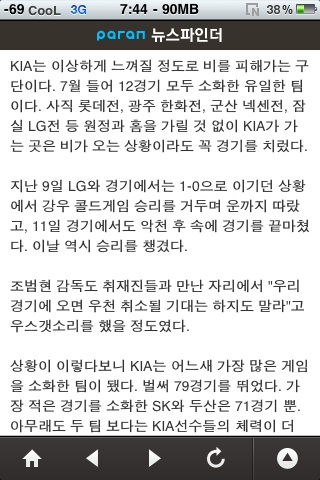 -69 CooL 3G 7:44 - 90MB 38%
paran 뉴스파인더
KIA는 이상하게 느껴질 정도로 비를 피해가는 구
단이다. 7월 들어 12경기 모두 소화한 유일한 팀
이다. 사직 롯데전, 광주 한화전, 군산 넥센전, 잠
실 LG전 등 원정과 홈을 가릴 것 없이 KIA가 가
는 곳은 비가 오는 상황이라도 꼭 경기를 치렀다.
지난 9일 LG와 경기에서는 1-0으로 이기던 상황
에서 강우 콜드게임 승리를 거두며 운까지 따랐
고, 11일 경기에서도 악천 후 속에 경기를 끝마쳤
다. 이날 역시 승리를 챙겼다.
조범현 감독도 취재진들과 만난 자리에서 "우리
경기에 오면 우천 취소될 기대는 하지도 말라"고
우스갯소리를 했을 정도였다.
상황이 이렇다보니 KIA는 어느새 가장 많은 게임
을 소화한 팀이 됐다. 벌써 79경기를 뛰었다. 가
장 적은 경기를 소화한 SK와 두산은 71경기 뿐.
아무래도 두 팀 보다는 KIA선수들의 체력이 더